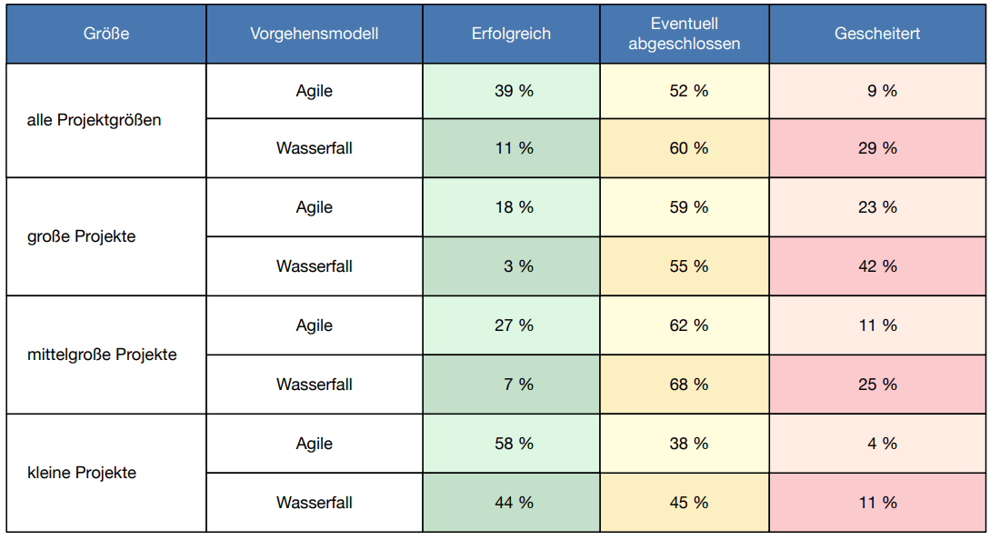 Größe Vorgehensmodell Erfolgreich Eventuell abgeschlossen Gescheitert
alle Projektgrößen
Agile 39 % 52 % 9 %
Wasserfall 11 % 60 % 29 %
große Projekte
Agile 18 % 59 % 23 %
Wasserfall 3 % 55 % 42 %
mittelgroße Projekte
Agile 27 % 62 % 11 %
Wasserfall 7 % 68 % 25 %
kleine Projekte
Agile 58 % 38 % 4 %
Wasserfall 44 % 45 % 11 %